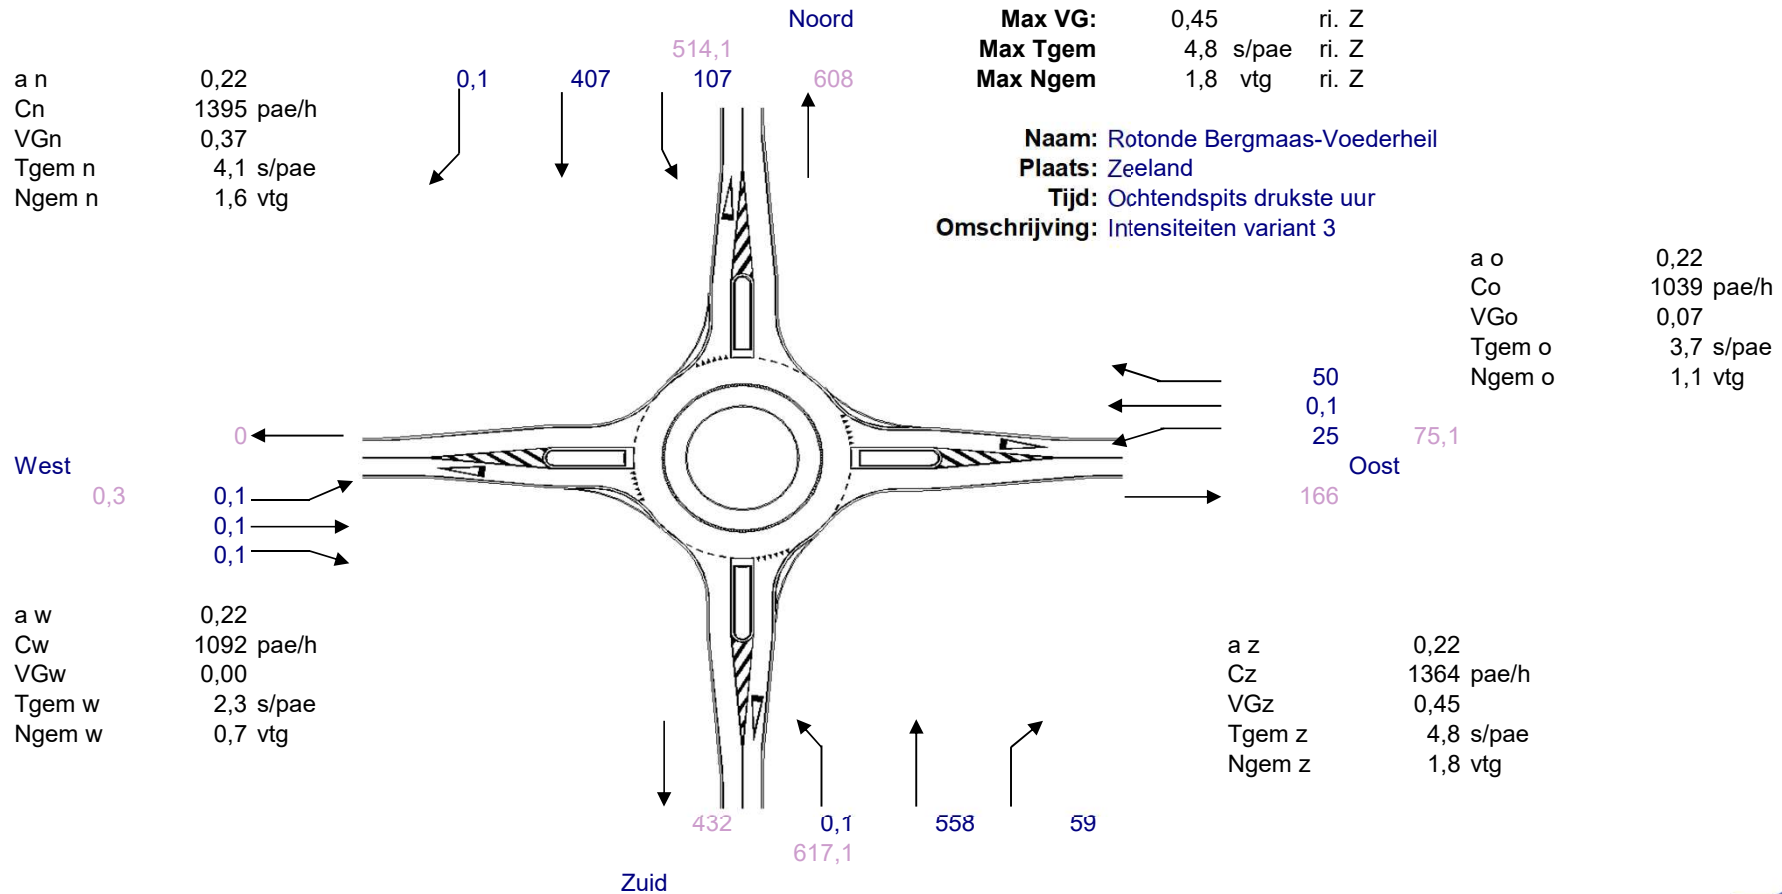 Noord
Max VG: 0,45 ri. Z
514,1
Max Tgem 4,8 s/pae ri. Z
a n 0,22
0,1 407 107 608
Max Ngem 1,8 vtg ri. Z
Cn 1395 pae/h
VGn 0,37
Tgem n 4,1 s/pae
Ngem n 1,6 vtg
Naam: Rotonde Bergmaas-Voederheil
Plaats: Zeeland
Tijd: Ochtendspits drukste uur
Omschrijving: Intensiteiten variant 3
a o 0,22
Co 1039 pae/h
VGo 0,07
Tgem o 3,7 s/pae
Ngem o 1,1 vtg
50
0,1
25 75,1
Oost
166
0
West
0,3 0,1
0,1
0,1
a w 0,22
Cw 1092 pae/h
VGw 0,00
Tgem w 2,3 s/pae
Ngem w 0,7 vtg
a z 0,22
Cz 1364 pae/h
VGz 0,45
Tgem z 4,8 s/pae
Ngem z 1,8 vtg
432 0,1 558 59
617,1
Zuid